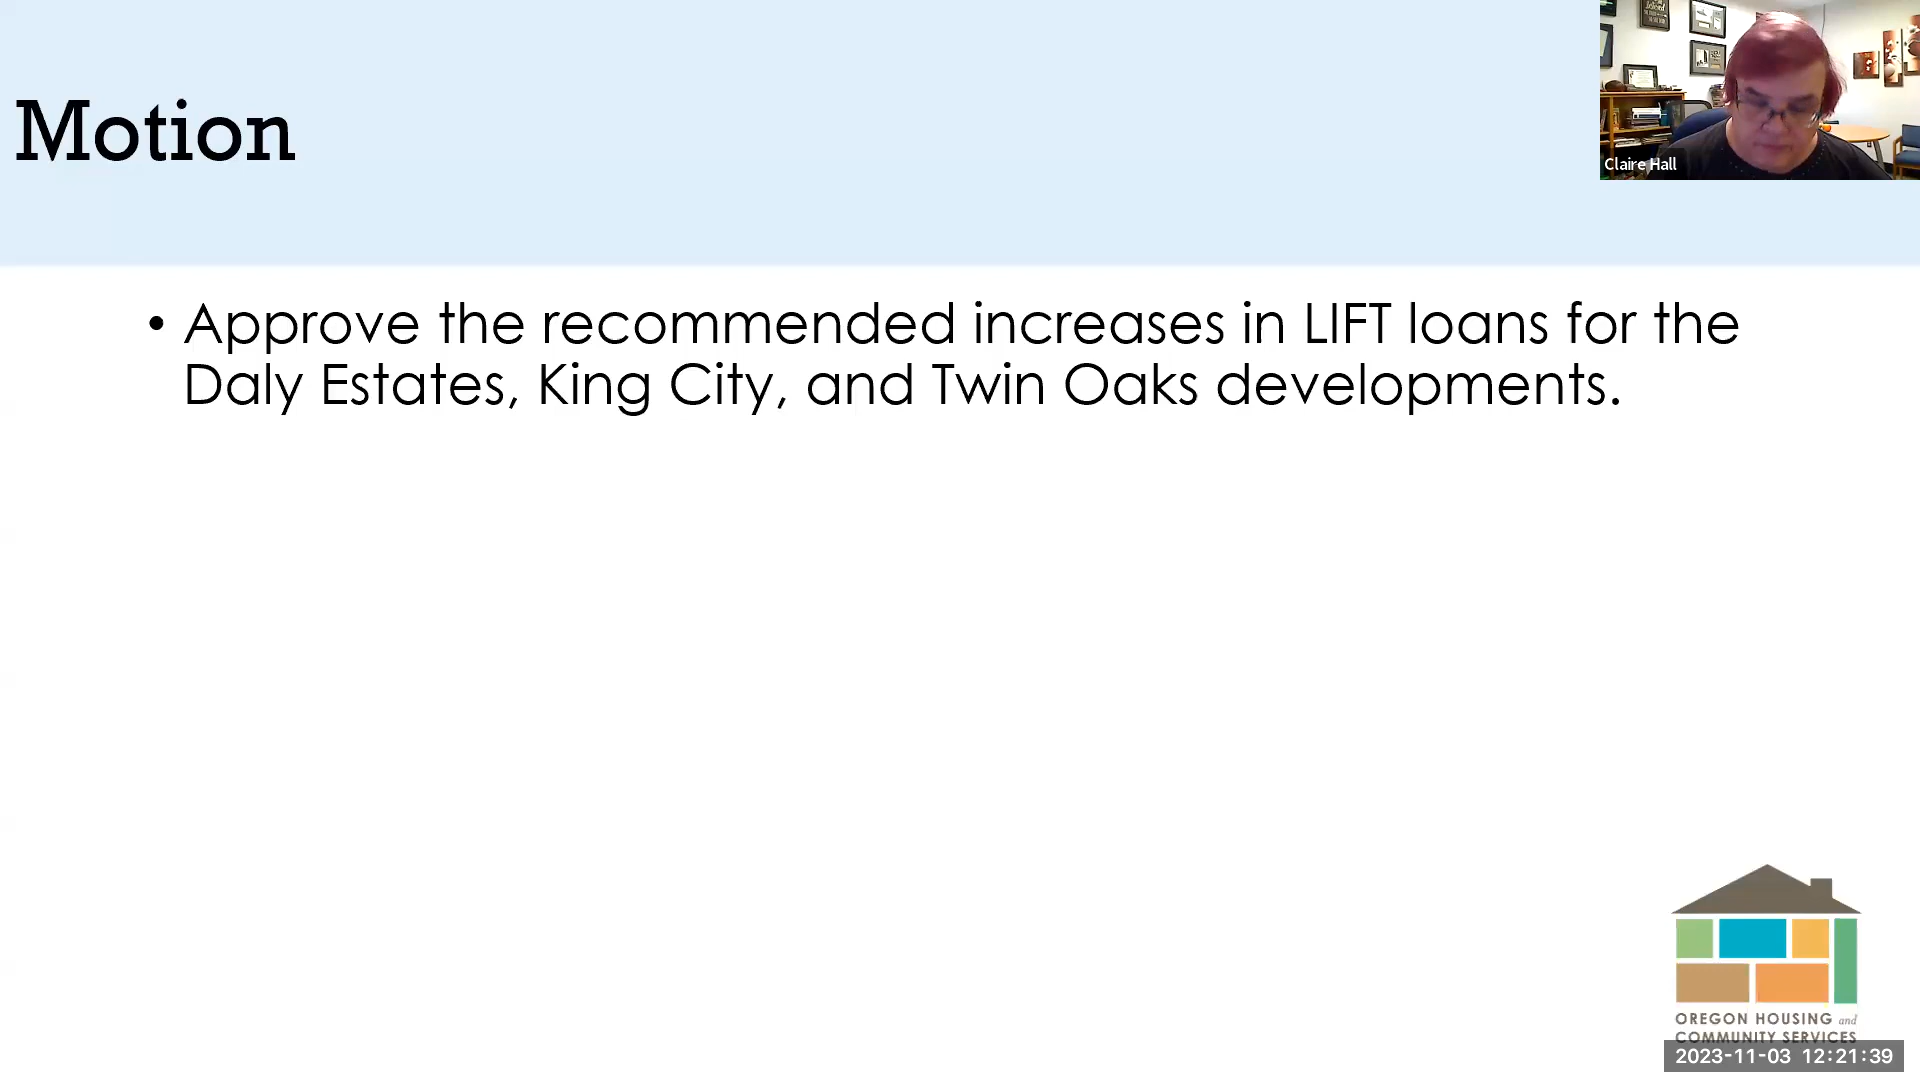 Motion
Claire Hall
• Approve the recommended increases in LIFT loans for the
Daly Estates, King City, and Twin Oaks developments.
OREGON HOUSING and
COMMUNITY SERVICES
2023-11-03 12:21:39